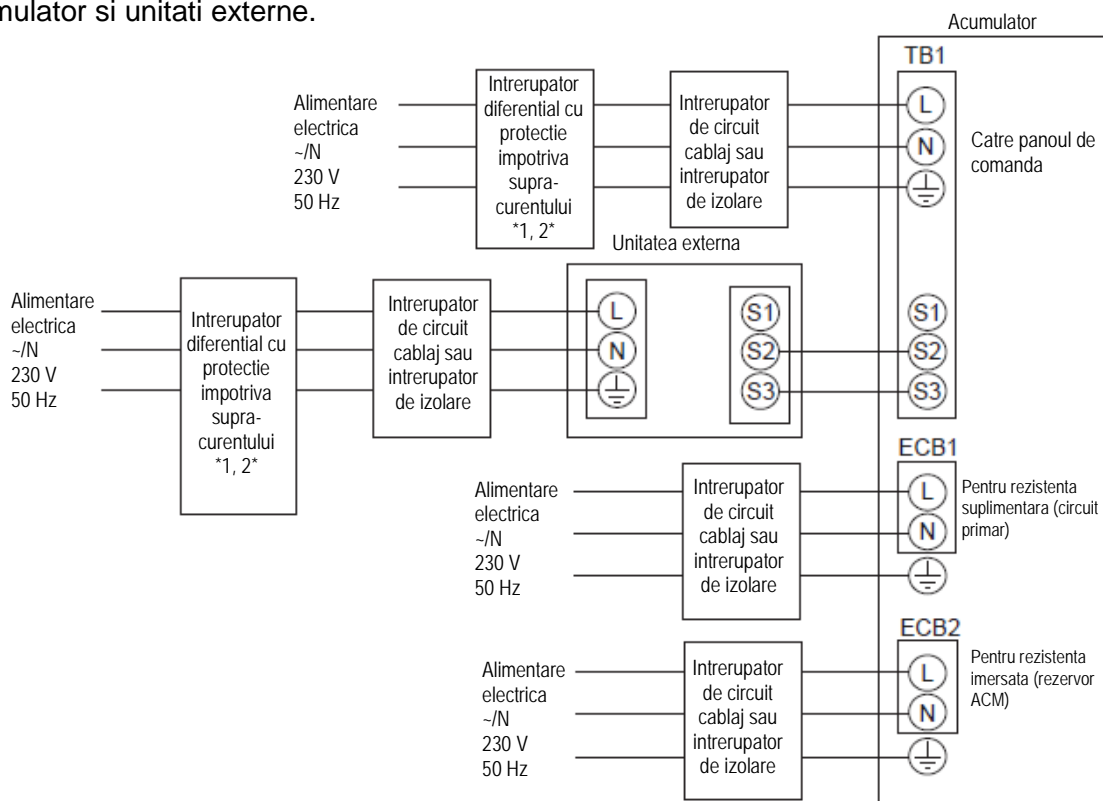 mulator si unitati externe.
Acumulator
TB1
Alimentare
electrica
~/N
230 V
50 Hz
Intrerupator
diferential cu
protectie
impotriva
supra-
curentului
*1, 2*
Intrerupator
de circuit
cablaj sau
intrerupator
de izolare
L
N
Catre panoul de
comanda
Unitatea externa
Alimentare
electrica
~/N
230 V
50 Hz
Intrerupator
diferential cu
protectie
impotriva
supra-
curentului
*1, 2*
Intrerupator
de circuit
cablaj sau
intrerupator
de izolare
L
N
S1
S2
S3
S1
S2
S3
ECB1
Alimentare
electrica
~/N
230 V
50 Hz
Intrerupator
de circuit
cablaj sau
intrerupator
de izolare
L
N
Pentru rezistenta
suplimentara (circuit
primar)
ECB2
Alimentare
electrica
~/N
230 V
50 Hz
Intrerupator
de circuit
cablaj sau
intrerupator
de izolare
L
N
Pentru rezistenta
imersata (rezervor
ACM)